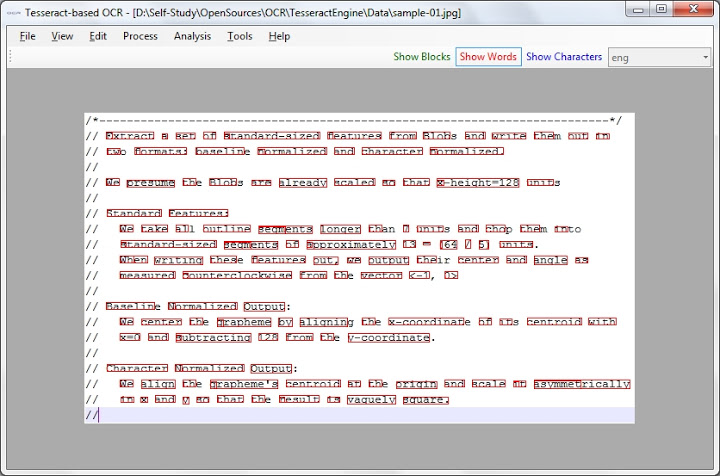 Tesseract-based OCR - [D:\Self-Study\OpenSources\OCR\TesseractEngine\Data\sample-01.jpg]
File View Edit Process Analysis Tools Help
Show Blocks Show Words Show Characters eng
/*----------------------------------------------------------------------------*/
// Extract a set of standard-sized features from Blobs and write them out in
// two formats: baseline normalized and character normalized.
//
// We presume the Blobs are already scaled so that x-height=128 units
//
// Standard Features:
//   We take all outline segments longer than 7 units and chop them into
//   standard-sized segments of approximately 13 = (64 / 5) units.
//   When writing these features out, we output their center and angle as
//   measured counterclockwise from the vector <-1, 0>
//
// Baseline Normalized Output:
//   We center the grapheme by aligning the x-coordinate of its centroid with
//   x=0 and subtracting 128 from the y-coordinate.
//
// Character Normalized Output:
//   We align the grapheme's centroid at the origin and scale it asymmetrically
//   in x and y so that the result is vaguely square.
//